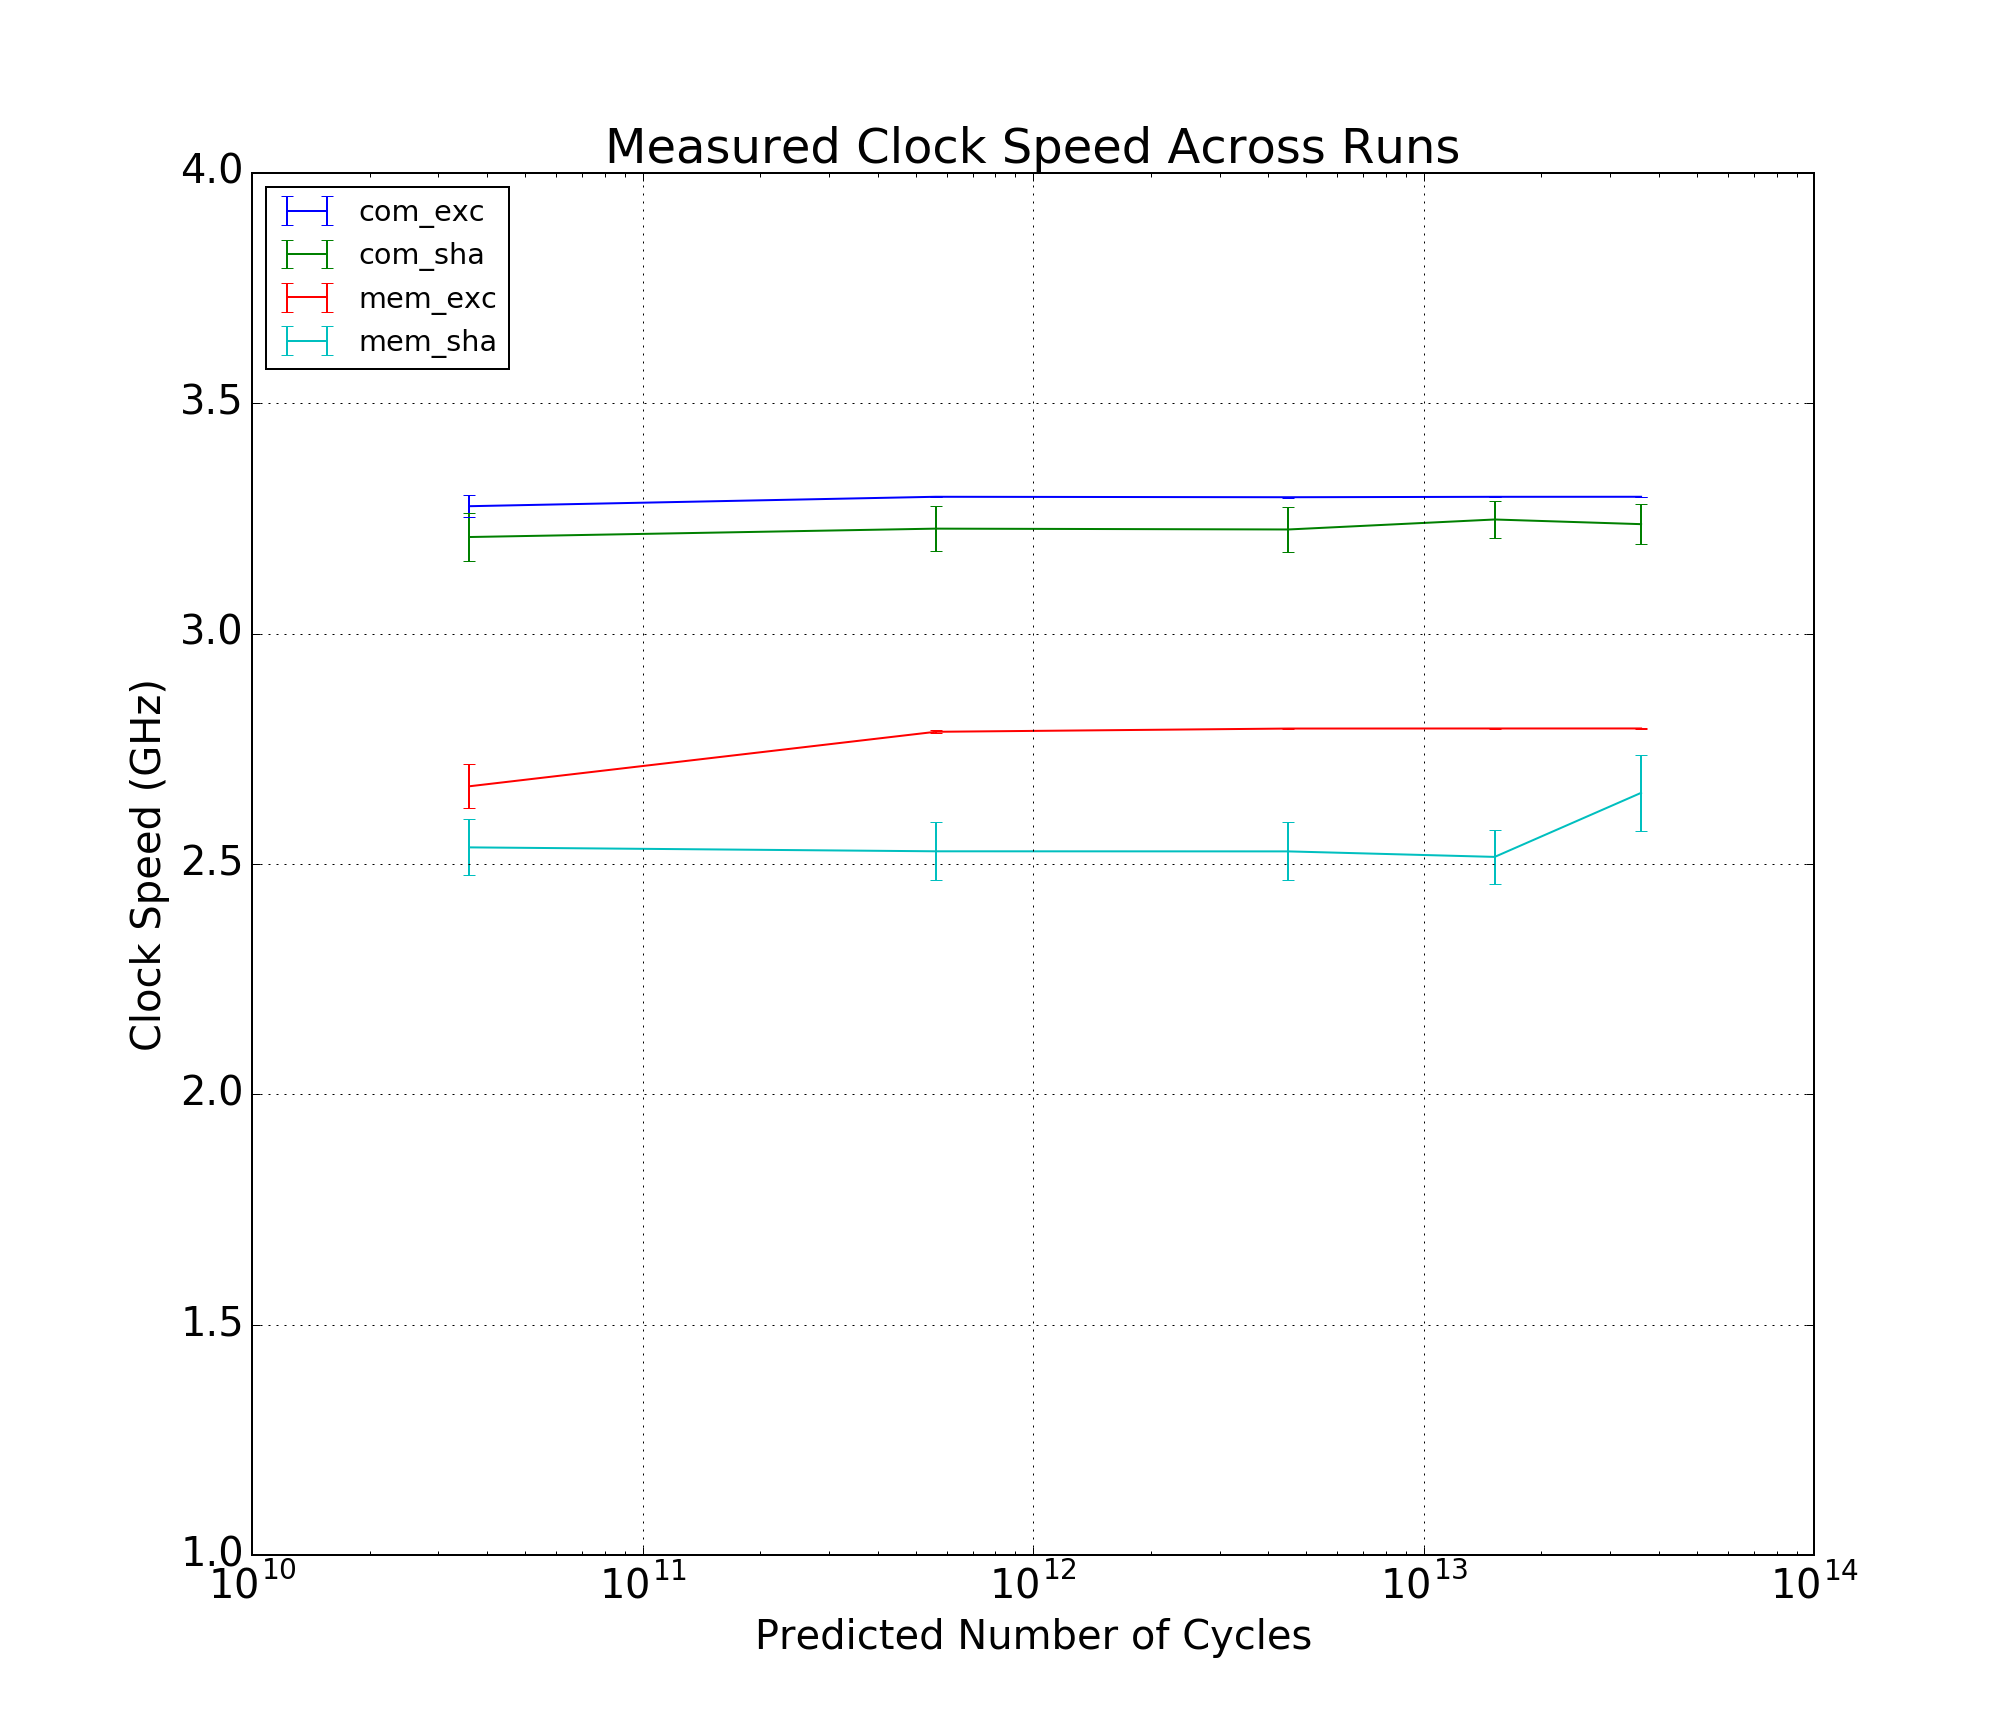 Measured Clock Speed Across Runs
4.0
com_exc
com_sha
mem_exc
mem_sha
3.5
3.0
2.5
2.0
1.5
1.0
Clock Speed (GHz)
10^10 10^11 10^12 10^13 10^14
Predicted Number of Cycles